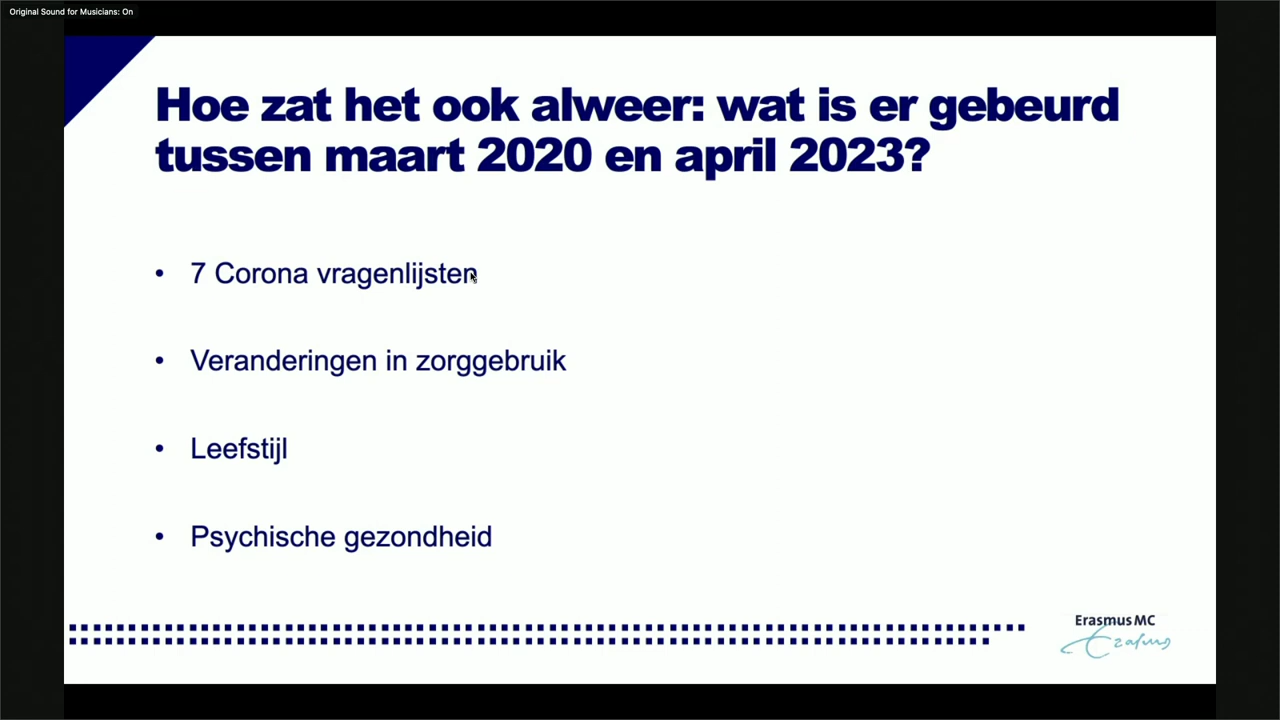 Original Sound for Musicians: On
Hoe zat het ook alweer: wat is er gebeurd
tussen maart 2020 en april 2023?
• 7 Corona vragenlijsten
• Veranderingen in zorggebruik
• Leefstijl
• Psychische gezondheid
Erasmus MC
Erasmus